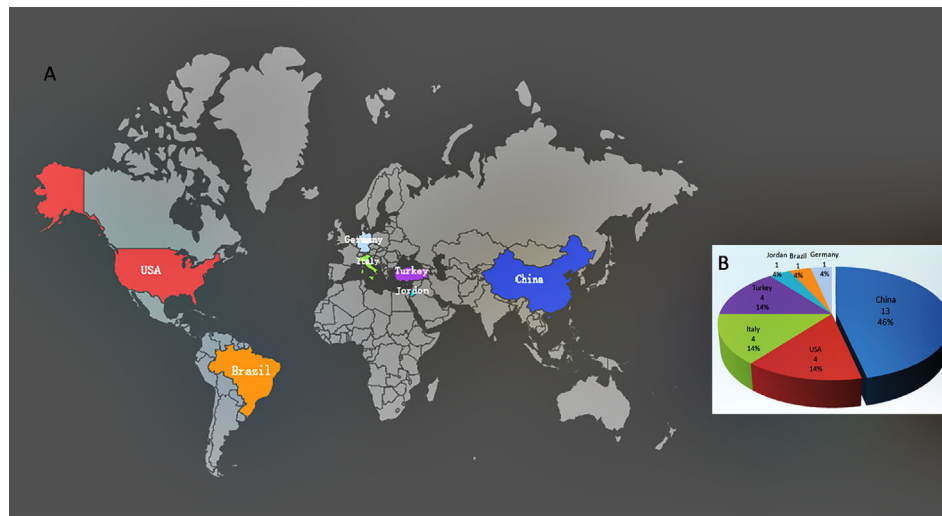 A
USA
Brazil
Germany
Italy
Turkey
Jordon
China
B
Jordan
1
4%
Brazil
1
4%
Germany
1
4%
Turkey
4
14%
Italy
4
14%
USA
4
14%
China
13
46%